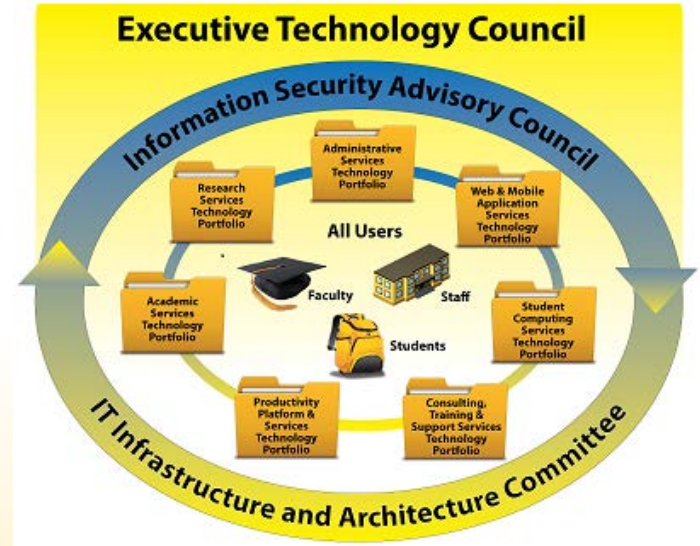 Executive Technology Council
Information Security Advisory Council
Administrative
Services
Technology
Portfolio
Research
Services
Technology
Portfolio
Web & Mobile
Application
Services
Technology
Portfolio
All Users
Faculty
Staff
Students
Academic
Services
Technology
Portfolio
Student
Computing
Services
Technology
Portfolio
Productivity
Platform &
Services
Technology
Portfolio
Consulting,
Training &
Support Services
Technology
Portfolio
IT Infrastructure and Architecture Committee